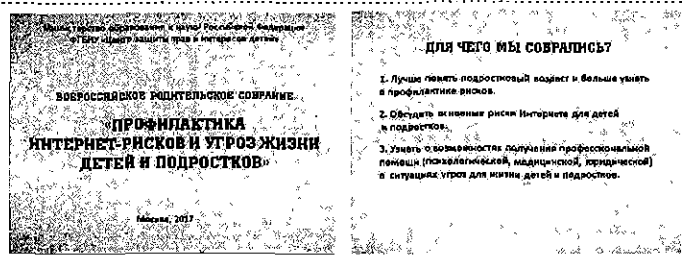 Министерство образования и науки Российской Федерации
ФГБНУ «Центр защиты прав и интересов детей»
ВСЕРОССИЙСКОЕ РОДИТЕЛЬСКОЕ СОБРАНИЕ
«ПРОФИЛАКТИКА
ИНТЕРНЕТ-РИСКОВ И УГРОЗ ЖИЗНИ
ДЕТЕЙ И ПОДРОСТКОВ»
Москва, 2017
ДЛЯ ЧЕГО МЫ СОБРАЛИСЬ?
1. Лучше понять подростковый возраст и больше узнать
о профилактике рисков.
2. Обсудить основные риски Интернета для детей
и подростков.
3. Узнать о возможностях получения профессиональной
помощи (психологической, медицинской, юридической)
в ситуациях угроз для жизни детей и подростков.